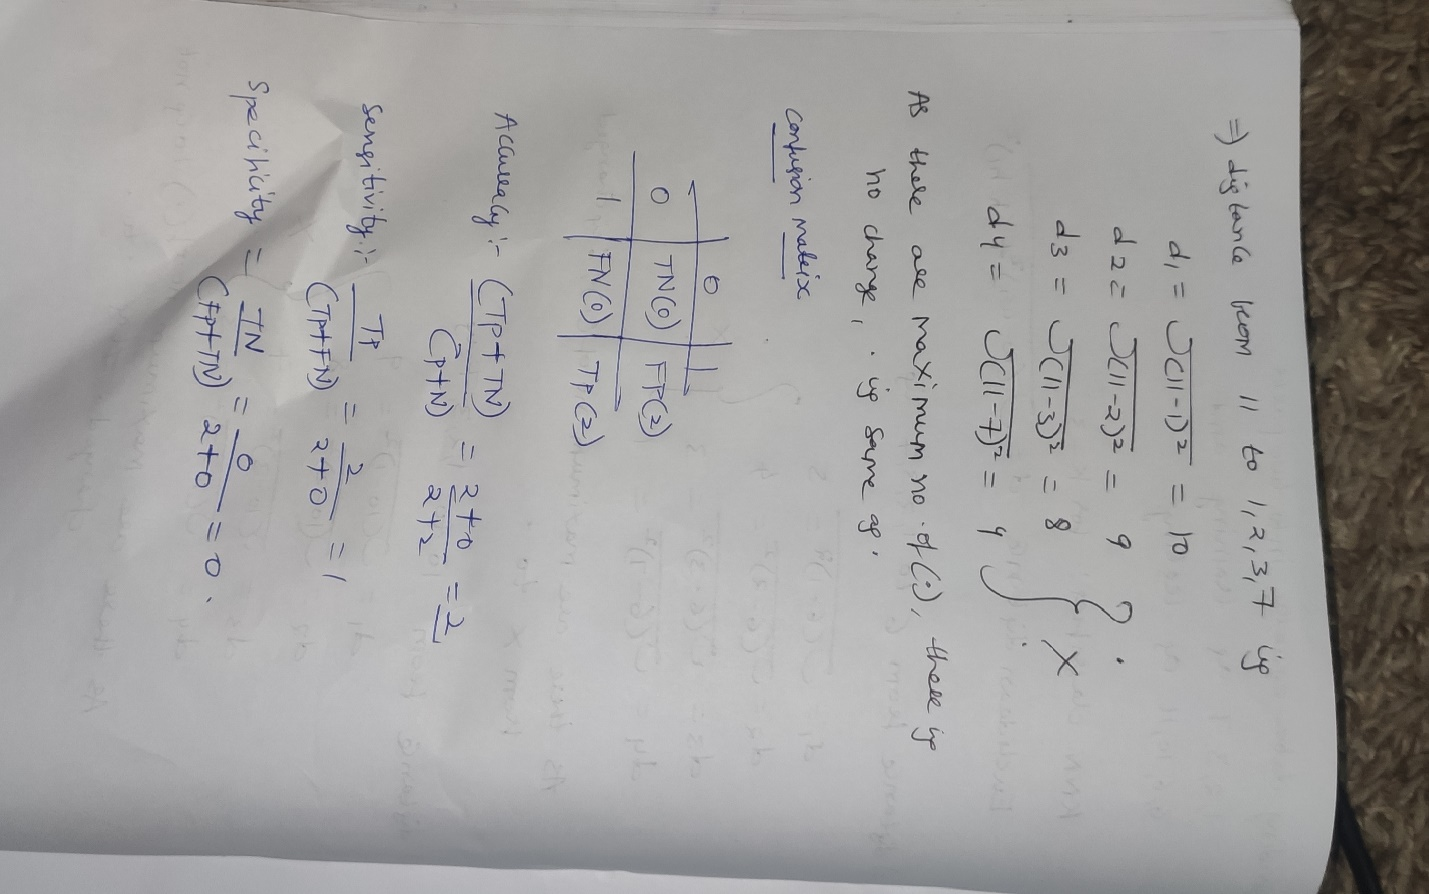 =) distance from 11 to 1,2,3,7 is
d1 = √(11-1)² = 10
d2 = √(11-2)² = 9
d3 = √(11-3)² = 8
d4 = √(11-7)² = 4 } X
As there are maximum no. of (·), there is
no change, is same as.
Confusion matrix
0 1
0 TN(0) FP(2)
1 FN(0) TP(2)
Accuracy :- (TP+TN) / (P+N) = 2+0 / 2+2 = 2
Sensitivity :- TP / (TP+FN) = 2 / 2+0 = 1
Specificity = TN / (FP+TN) = 0 / 2+0 = 0.